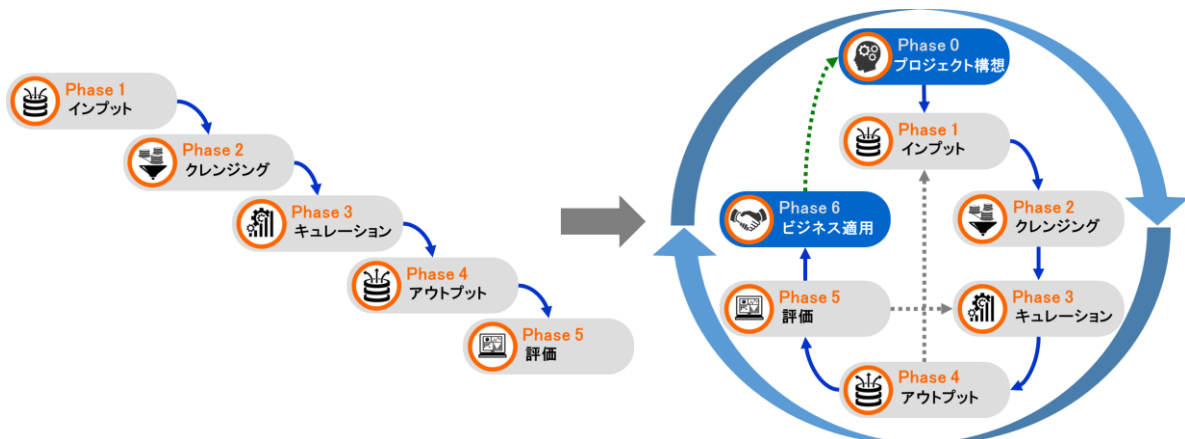 Phase 1
インプット
Phase 2
クレンジング
Phase 3
キュレーション
Phase 4
アウトプット
Phase 5
評価
Phase 0
プロジェクト構想
Phase 1
インプット
Phase 2
クレンジング
Phase 3
キュレーション
Phase 4
アウトプット
Phase 5
評価
Phase 6
ビジネス適用